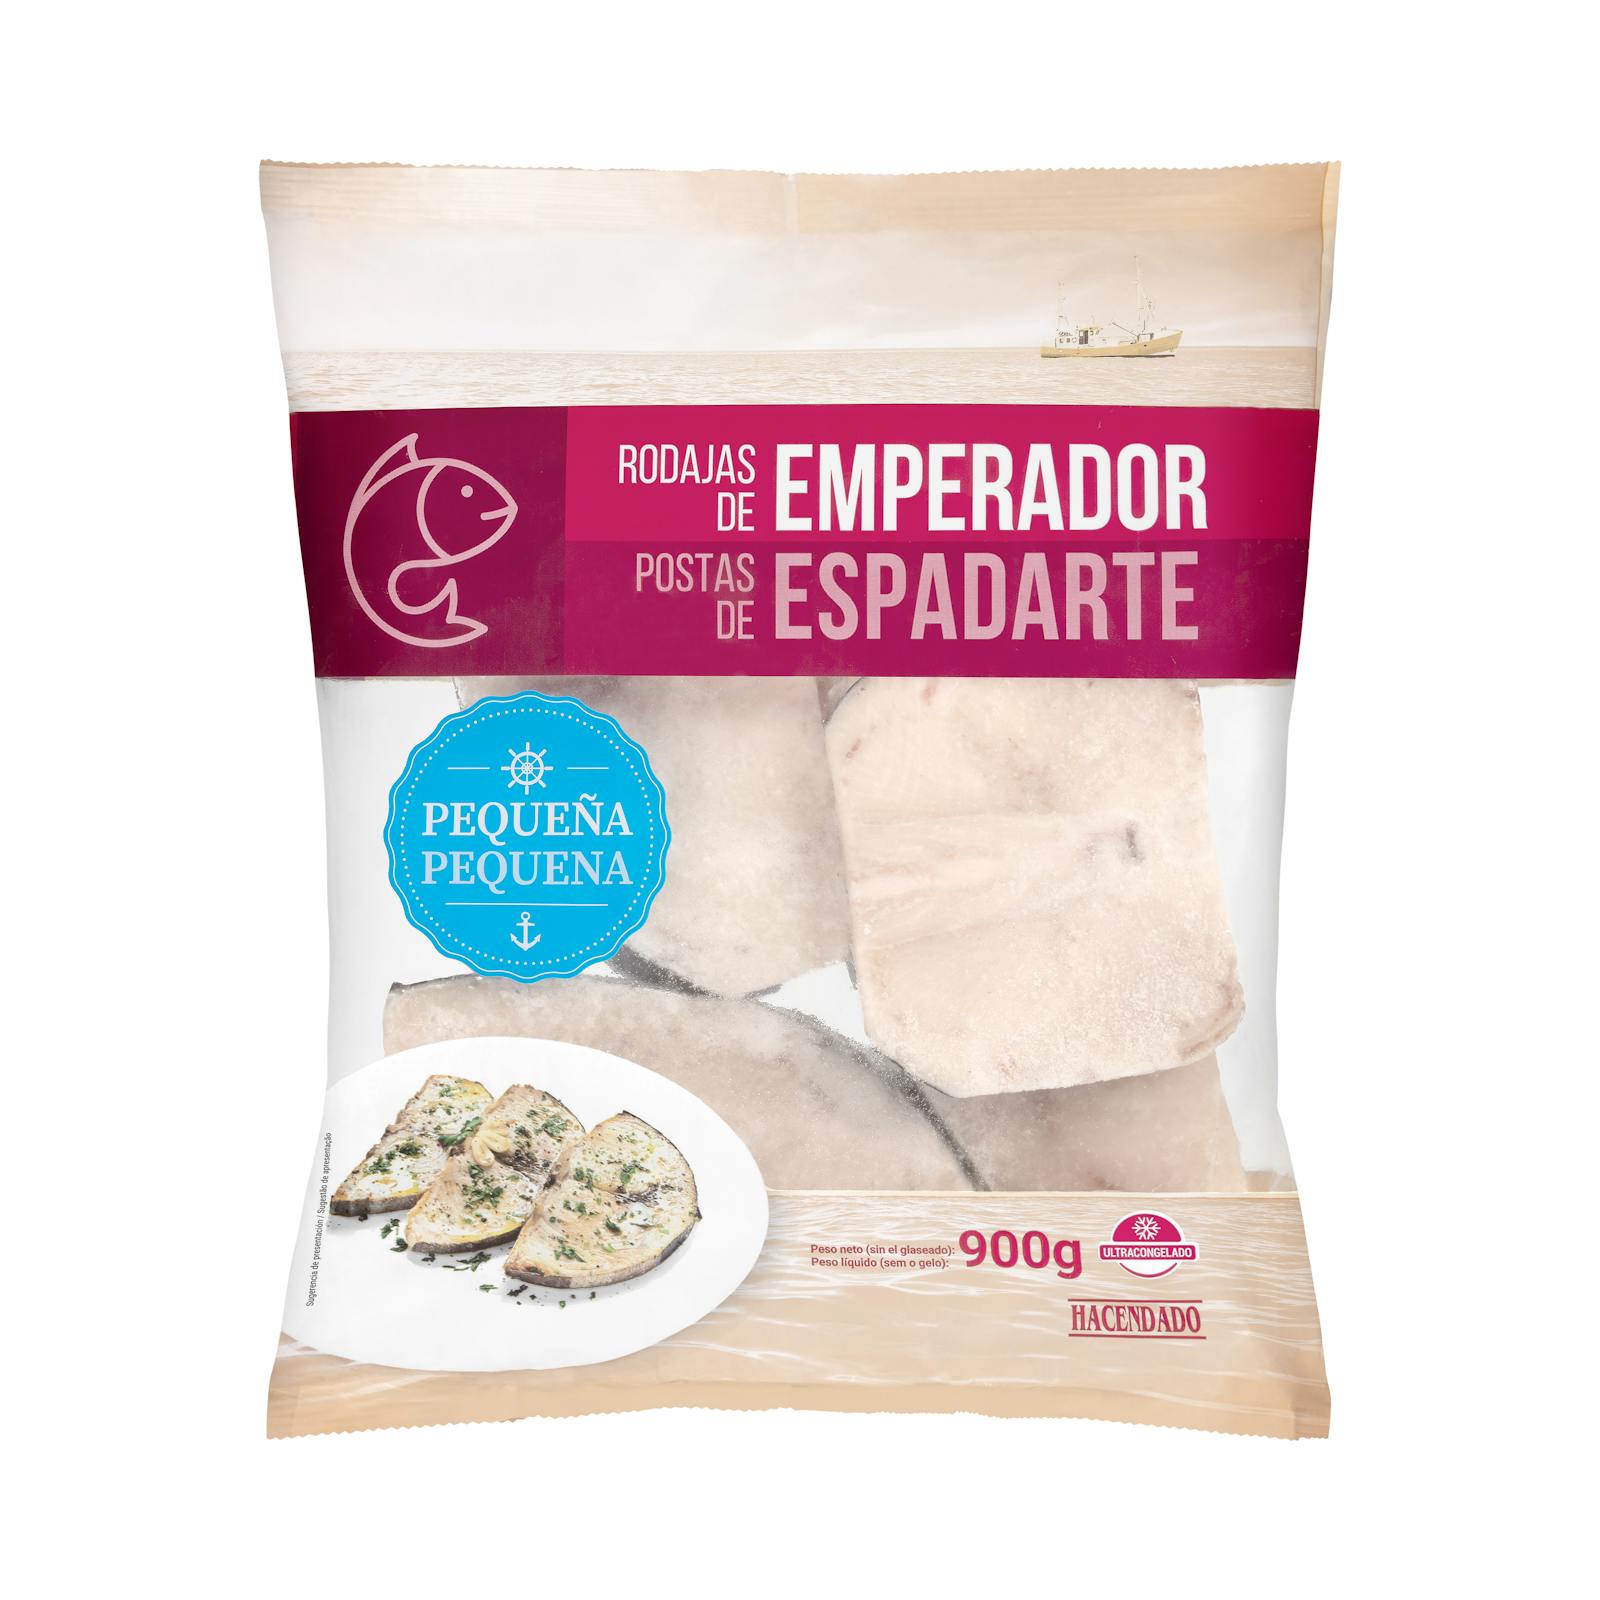 RODAJAS
DE EMPERADOR
POSTAS
DE ESPADARTE
PEQUEÑA
PEQUENA
Sugerencia de presentación / Sugestão de apresentação
Peso neto (sin el glaseado): 900g
Peso líquido (sem o gelo):
ULTRACONGELADO
HACENDADO